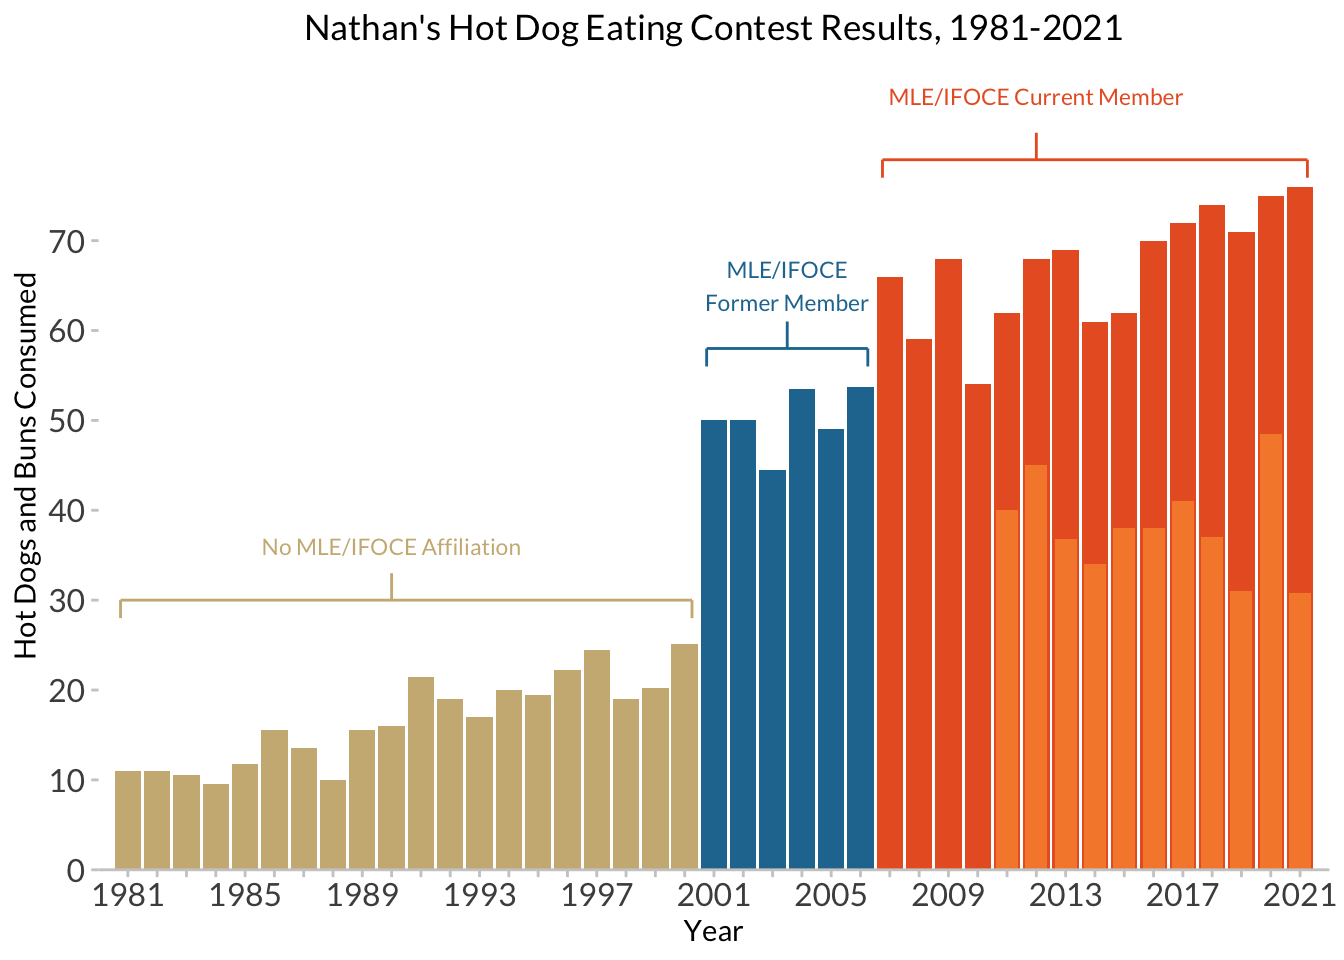 Nathan's Hot Dog Eating Contest Results, 1981-2021
MLE/IFOCE Current Member
MLE/IFOCE
Former Member
No MLE/IFOCE Affiliation
Hot Dogs and Buns Consumed
70
60
50
40
30
20
10
0
1981 1985 1989 1993 1997 2001 2005 2009 2013 2017 2021
Year